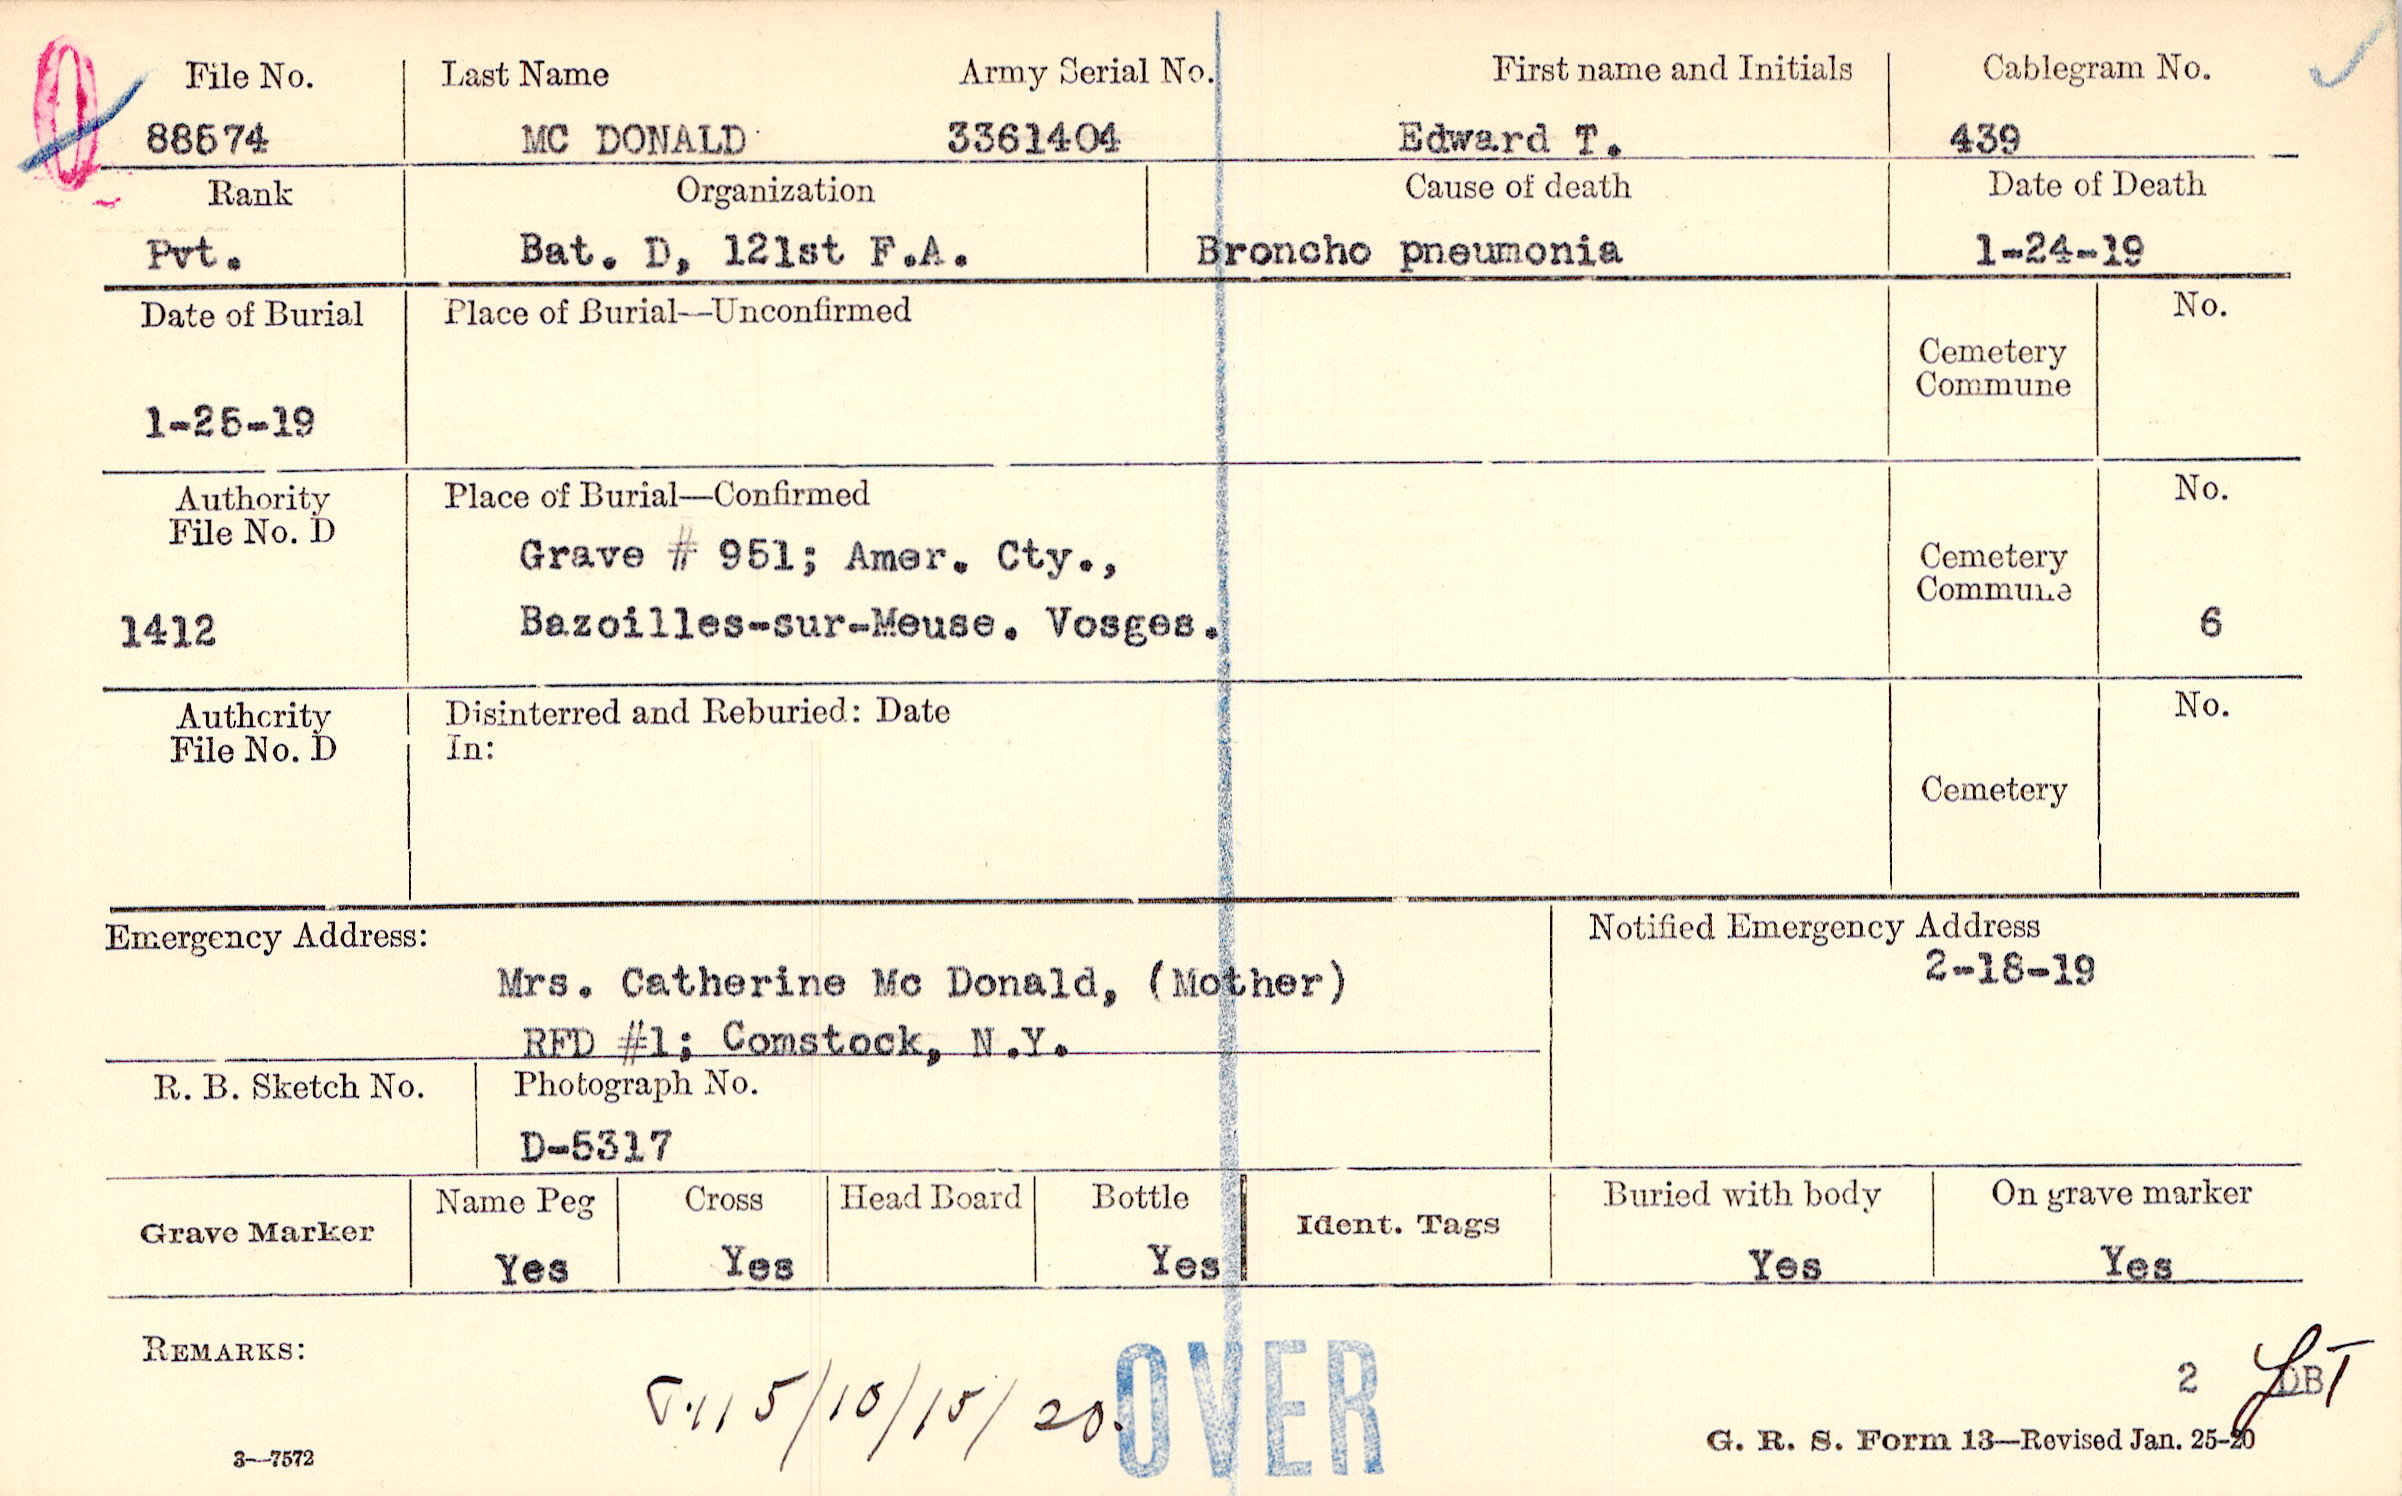 File No. Last Name Army Serial No. First name and Initials Cablegram No.
88574 MC DONALD 3361404 Edward T. 439
Rank Organization Cause of death Date of Death
Pvt. Bat. D, 121st F.A. Broncho pneumonia 1-24-19
Date of Burial Place of Burial—Unconfirmed No.
Cemetery
Commune
1-25-19
Authority Place of Burial—Confirmed No.
File No. D
Grave # 951; Amer. Cty., Cemetery
Commune
1412 Bazoilles-sur-Meuse. Vosges. 6
Authority Disinterred and Reburied: Date No.
File No. D In:
Cemetery
Emergency Address: Notified Emergency Address
2-18-19
Mrs. Catherine Mc Donald, (Mother)
RFD #1; Comstock, N.Y.
R. B. Sketch No. Photograph No.
D-5317
Name Peg Cross Head Board Bottle Buried with body On grave marker
Grave Marker Ident. Tags
Yes Yes Yes Yes Yes
REMARKS:
5/10/15/20.
OVER
2
3—7572 G. R. S. Form 13—Revised Jan. 25-20